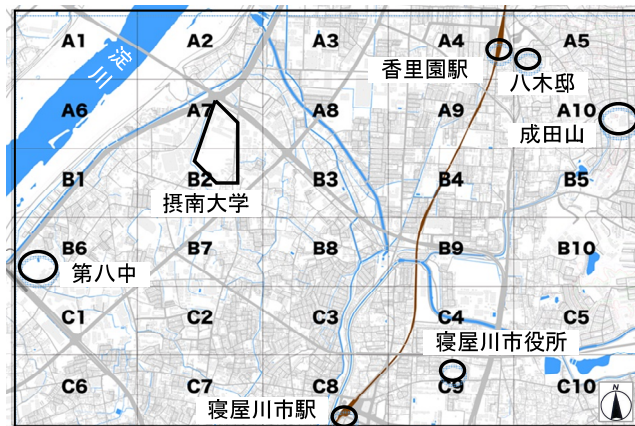 A1 A2 A3 A4 A5
淀川
香里園駅
八木邸
A6 A7 A8 A9 A10
成田山
B1 B2 B3 B4 B5
摂南大学
B6 B7 B8 B9 B10
第八中
C1 C2 C3 C4 C5
寝屋川市役所
C6 C7 C8 C9 C10
寝屋川市駅
N